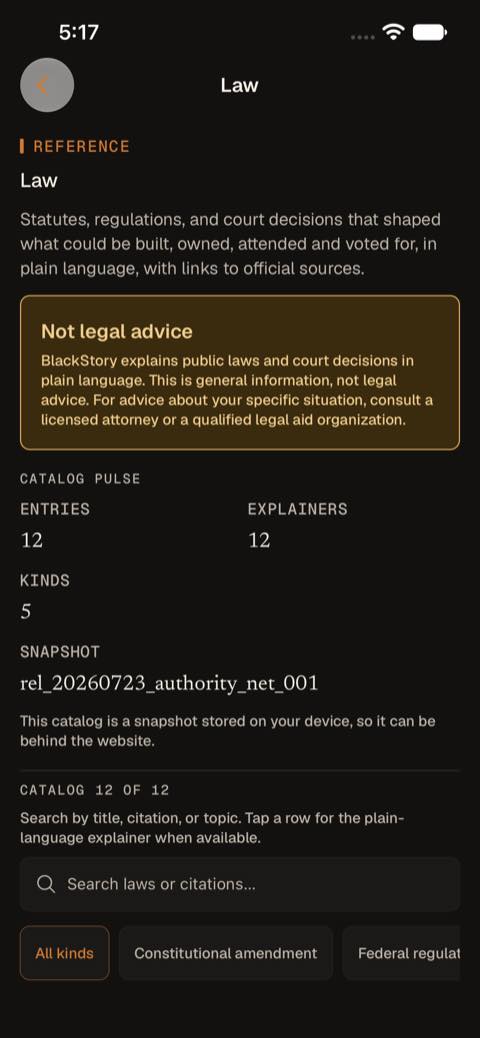 5:17
Law
REFERENCE
Law
Statutes, regulations, and court decisions that shaped
what could be built, owned, attended and voted for, in
plain language, with links to official sources.
Not legal advice
BlackStory explains public laws and court decisions in
plain language. This is general information, not legal
advice. For advice about your specific situation, consult a
licensed attorney or a qualified legal aid organization.
CATALOG PULSE
ENTRIES EXPLAINERS
12 12
KINDS
5
SNAPSHOT
rel_20260723_authority_net_001
This catalog is a snapshot stored on your device, so it can be
behind the website.
CATALOG 12 OF 12
Search by title, citation, or topic. Tap a row for the plain-
language explainer when available.
Search laws or citations...
All kinds Constitutional amendment Federal regulat